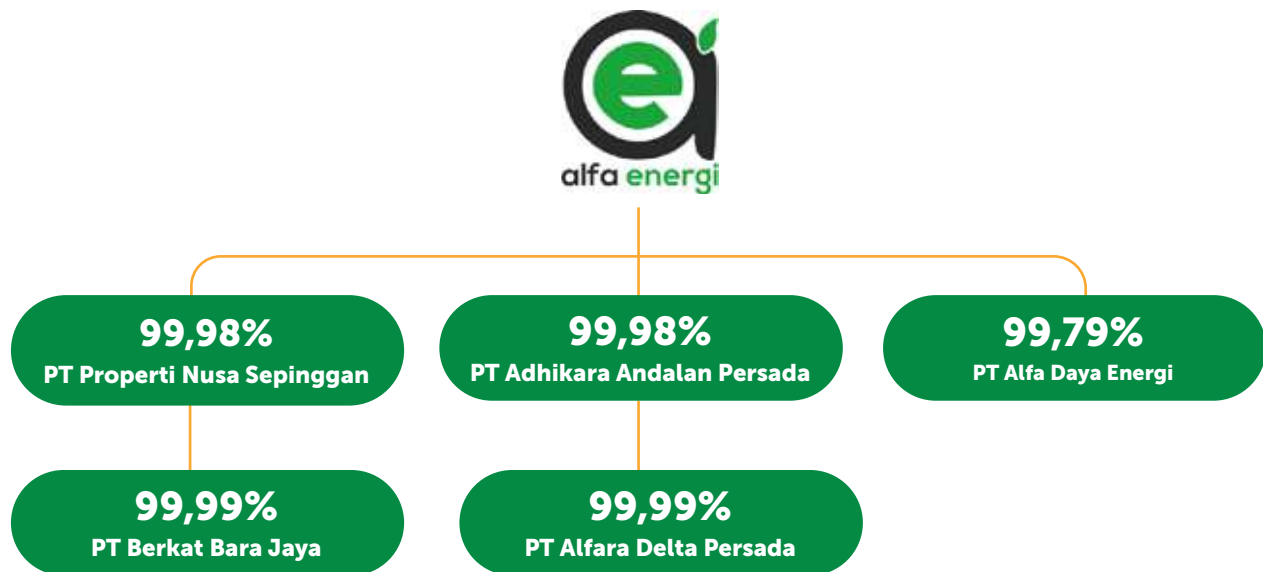 alfa energi
99,98%
PT Properti Nusa Sepinggan
99,98%
PT Adhikara Andalan Persada
99,79%
PT Alfa Daya Energi
99,99%
PT Berkat Bara Jaya
99,99%
PT Alfara Delta Persada